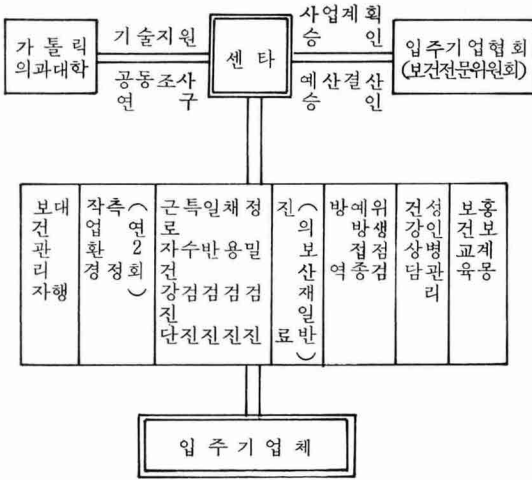 가톨릭
의과대학
기술지원
공동조사
연구
센타
사업계획
승인
예산결산
승인
입주기업협회
(보건전문위원회)
보건관리자
대행
작업환경
측정
(연2회)
근로자건강진단
특수검진
일반검진
채용검진
정밀검진
진료
(의보산재일반)
방역
예방접종
위생점검
건강상담
성인병관리
보건교육
홍보계몽
입주기업체